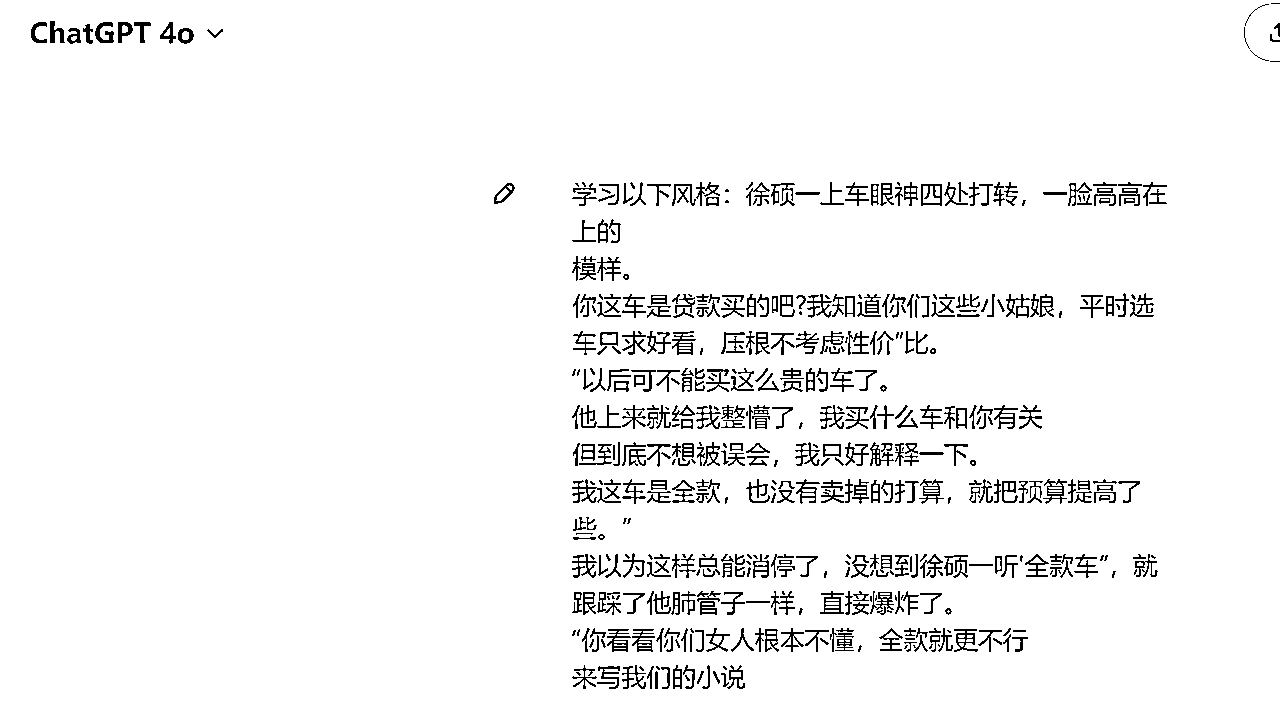 ChatGPT 4o
学习以下风格：徐硕一上车眼神四处打转，一脸高高在
上的
模样。
你这车是贷款买的吧?我知道你们这些小姑娘，平时选
车只求好看，压根不考虑性价”比。
“以后可不能买这么贵的车了。
他上来就给我整懵了，我买什么车和你有关
但到底不想被误会，我只好解释一下。
我这车是全款，也没有卖掉的打算，就把预算提高了
些。”
我以为这样总能消停了，没想到徐硕一听‘全款车”，就
跟踩了他肺管子一样，直接爆炸了。
“你看看你们女人根本不懂，全款就更不行
来写我们的小说